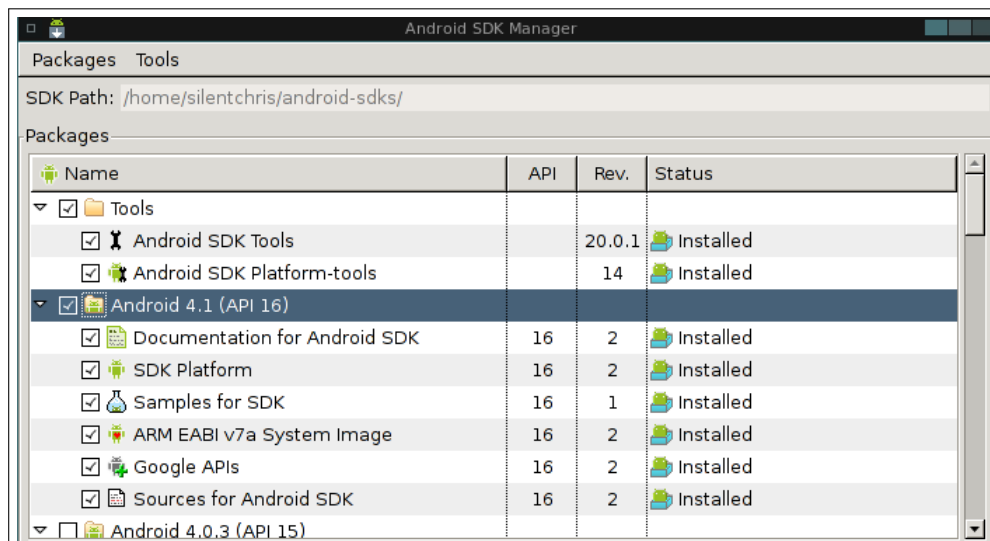 Android SDK Manager
Packages Tools
SDK Path: /home/silentchris/android-sdks/
Packages
Name API Rev. Status
Tools
Android SDK Tools 20.0.1 Installed
Android SDK Platform-tools 14 Installed
Android 4.1 (API 16)
Documentation for Android SDK 16 2 Installed
SDK Platform 16 2 Installed
Samples for SDK 16 1 Installed
ARM EABI v7a System Image 16 2 Installed
Google APIs 16 2 Installed
Sources for Android SDK 16 2 Installed
Android 4.0.3 (API 15)